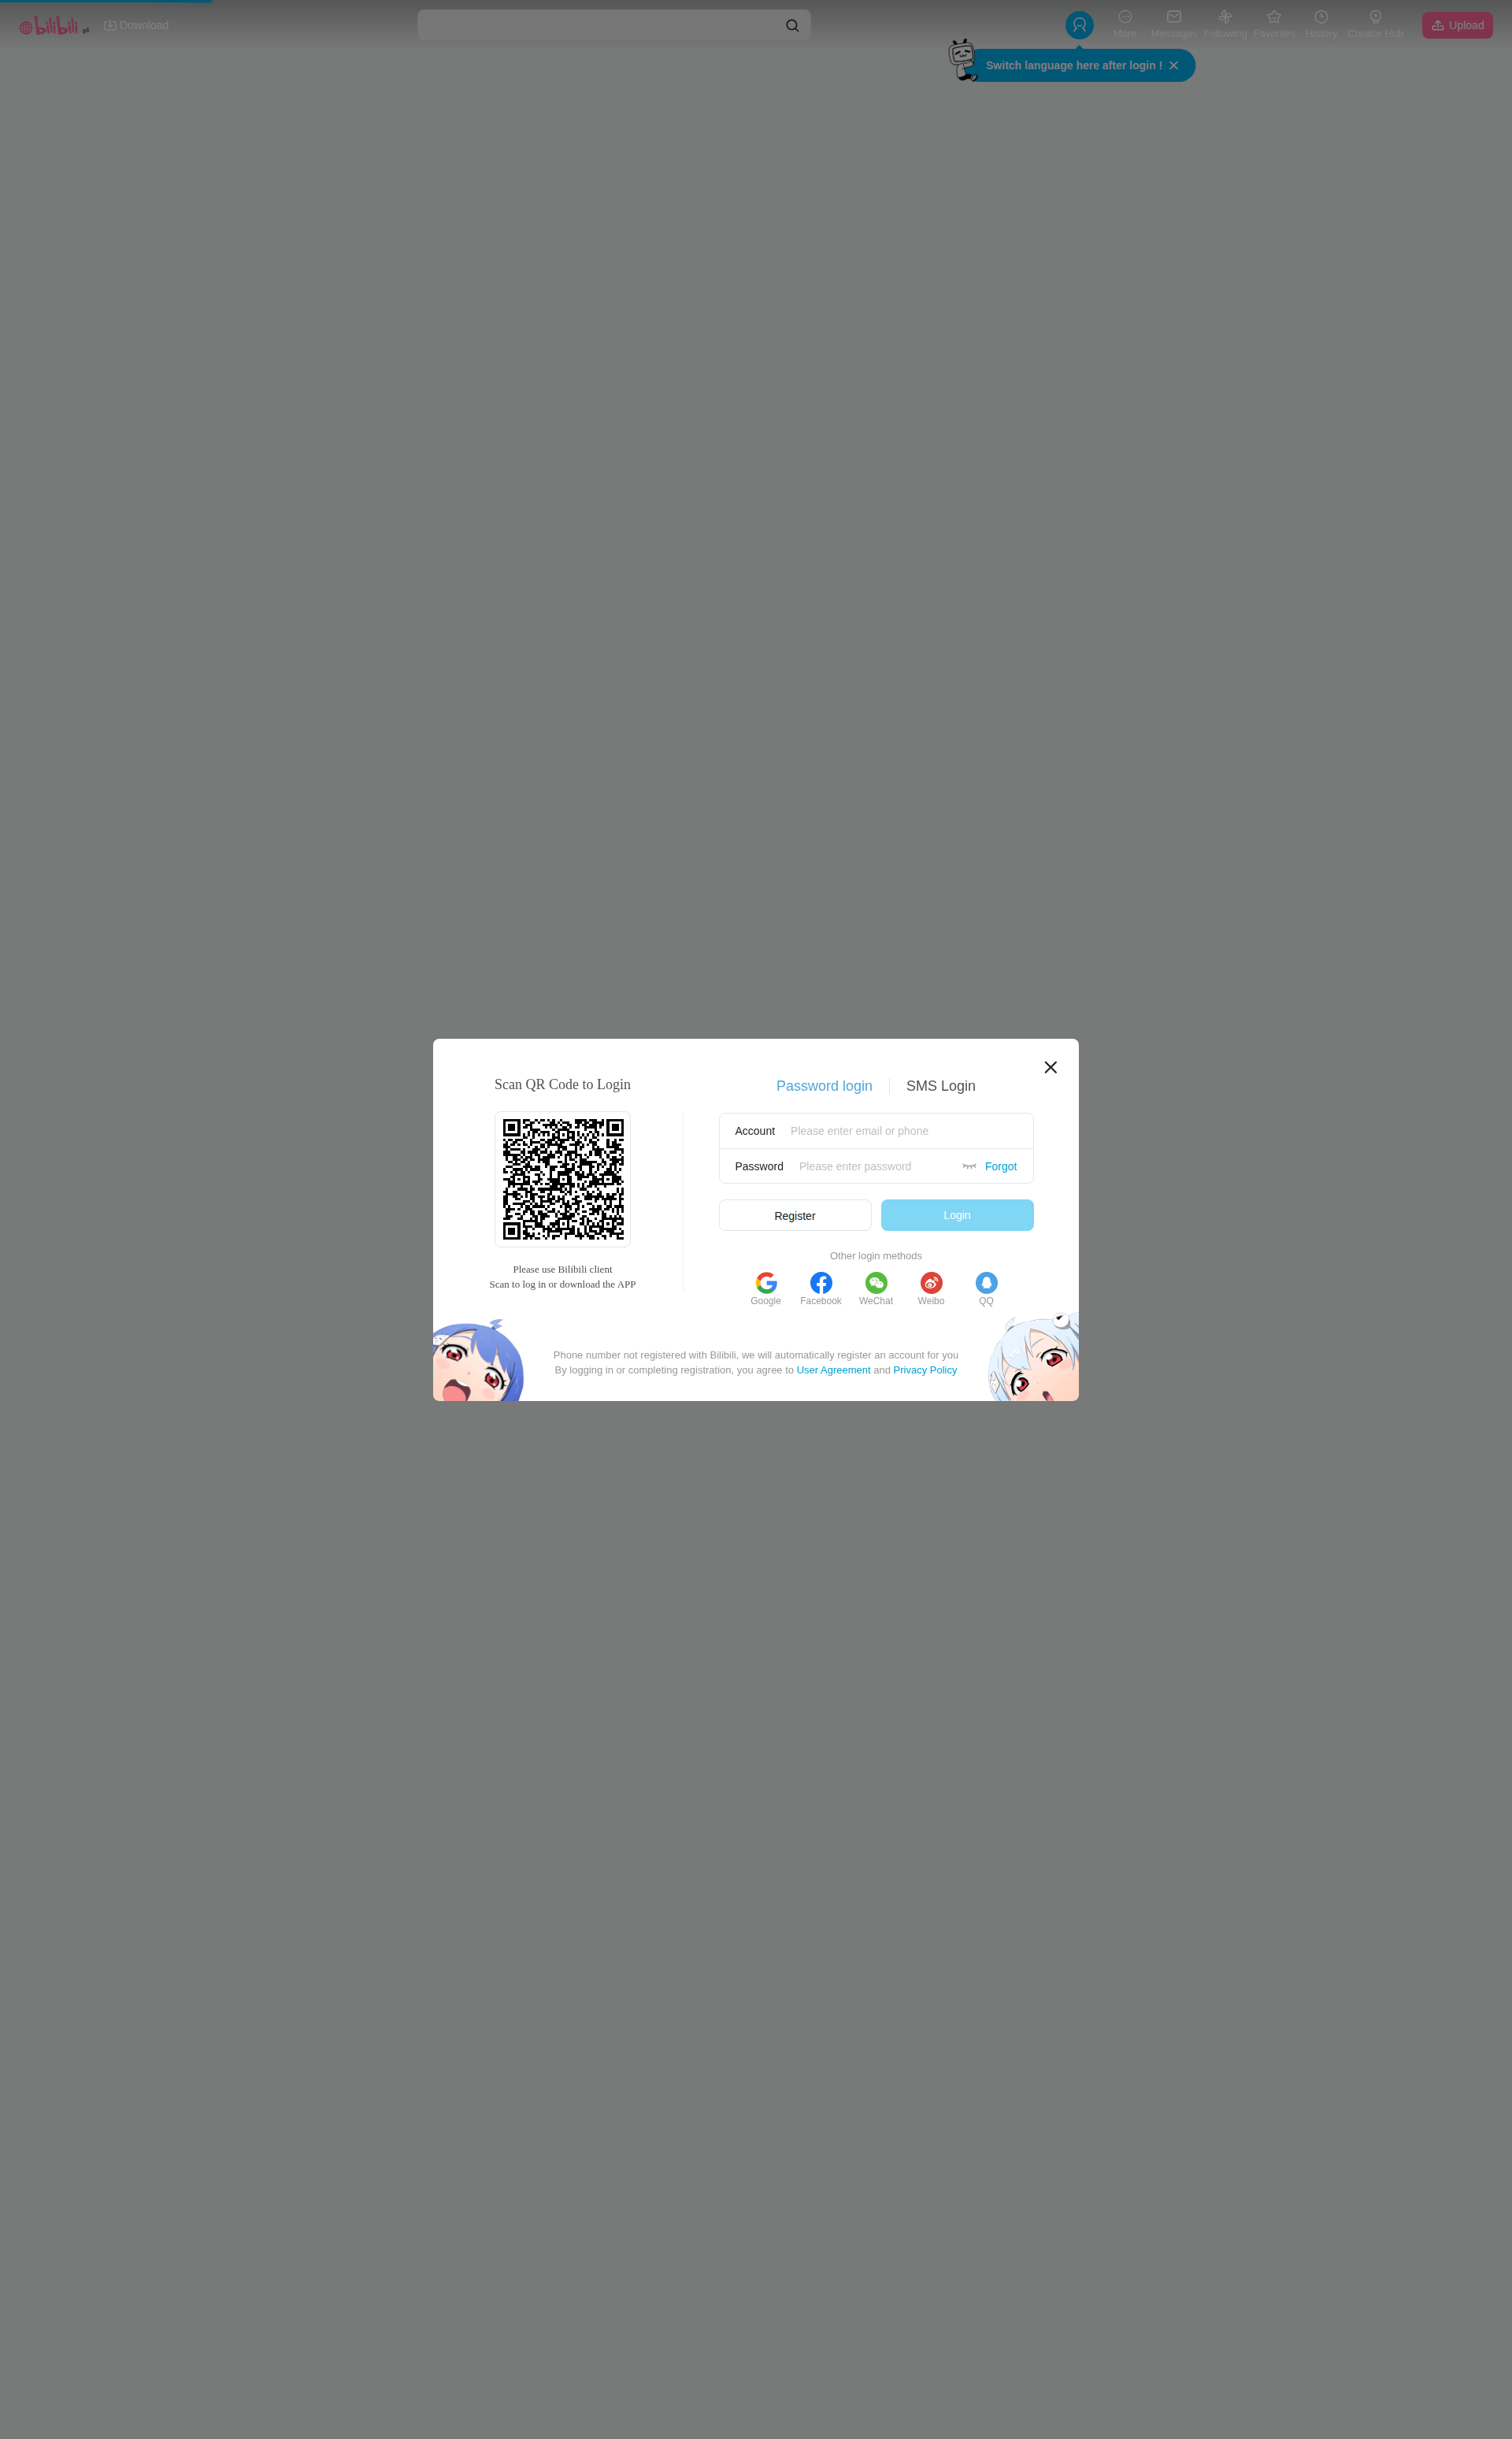 bilibili
Download
More
Messages
Following
Favorites
History
Creator Hub
Upload
Switch language here after login !
Scan QR Code to Login
Please use Bilibili client
Scan to log in or download the APP
Password login
SMS Login
Account Please enter email or phone
Password Please enter password Forgot
Register
Login
Other login methods
Google
Facebook
WeChat
Weibo
QQ
Phone number not registered with Bilibili, we will automatically register an account for you
By logging in or completing registration, you agree to User Agreement and Privacy Policy